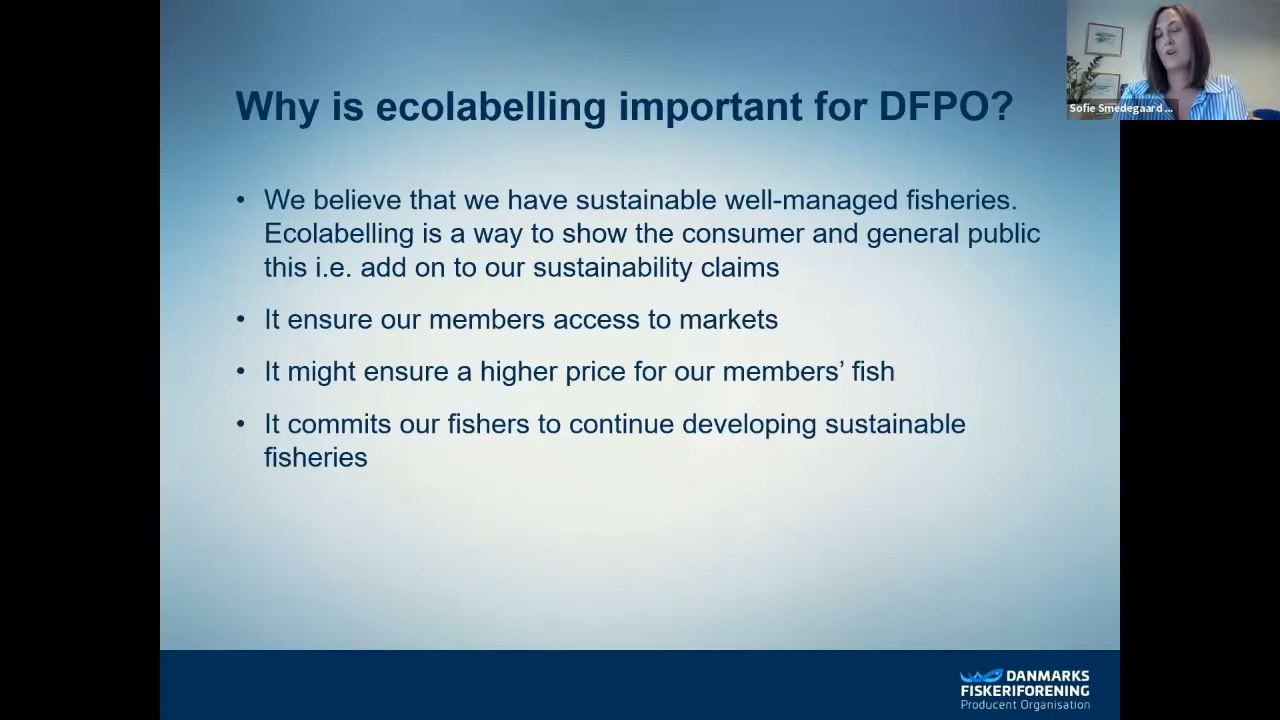 Why is ecolabelling important for DFPO?
• We believe that we have sustainable well-managed fisheries.
Ecolabelling is a way to show the consumer and general public
this i.e. add on to our sustainability claims
• It ensure our members access to markets
• It might ensure a higher price for our members’ fish
• It commits our fishers to continue developing sustainable
fisheries
Sofie Smedegaard ...
DANMARKS
FISKERIFORENING
Producent Organisation